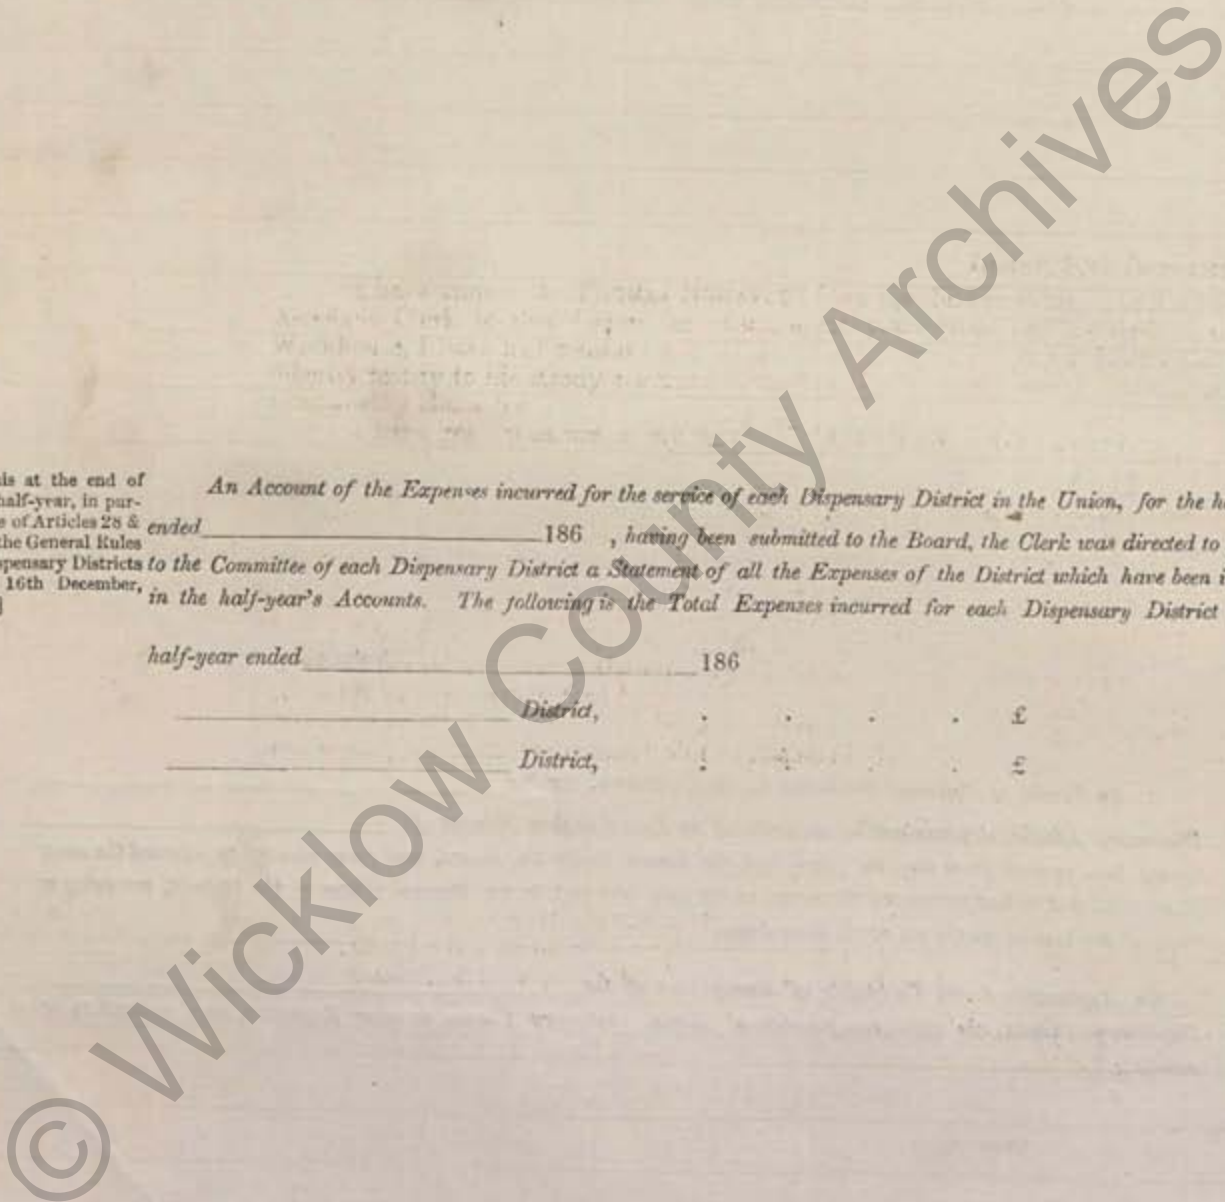 is at the end of
half-year, in pur-
of Articles 28 &
the General Rules
pensary Districts
16th December,
]
An Account of the Expenses incurred for the service of each Dispensary District in the Union, for the h
ended 186 , having been submitted to the Board, the Clerk was directed to
to the Committee of each Dispensary District a Statement of all the Expenses of the District which have been i
in the half-year's Accounts. The following is the Total Expenses incurred for each Dispensary District
half-year ended 186
District, . . . . £
District, . . . . £
© Wicklow County Archives